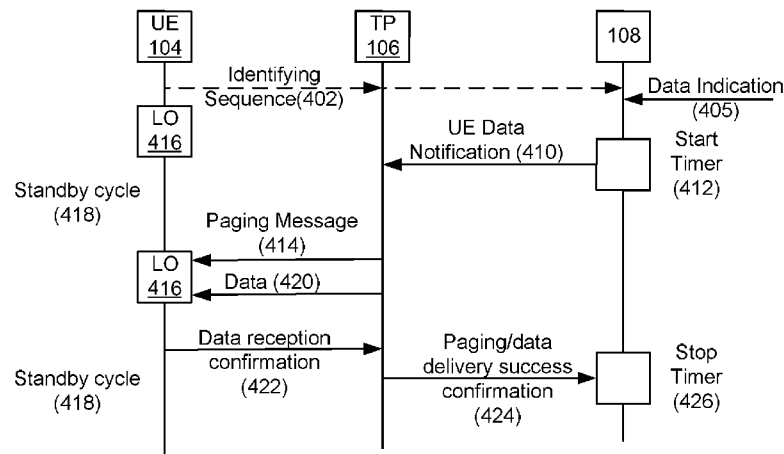 UE
104
TP
106
108
Identifying
Sequence(402)
Data Indication
(405)
LO
416
UE Data
Notification (410)
Start
Timer
(412)
Standby cycle
(418)
Paging Message
(414)
LO
416
Data (420)
Data reception
confirmation
(422)
Paging/data
delivery success
confirmation
(424)
Stop
Timer
(426)
Standby cycle
(418)